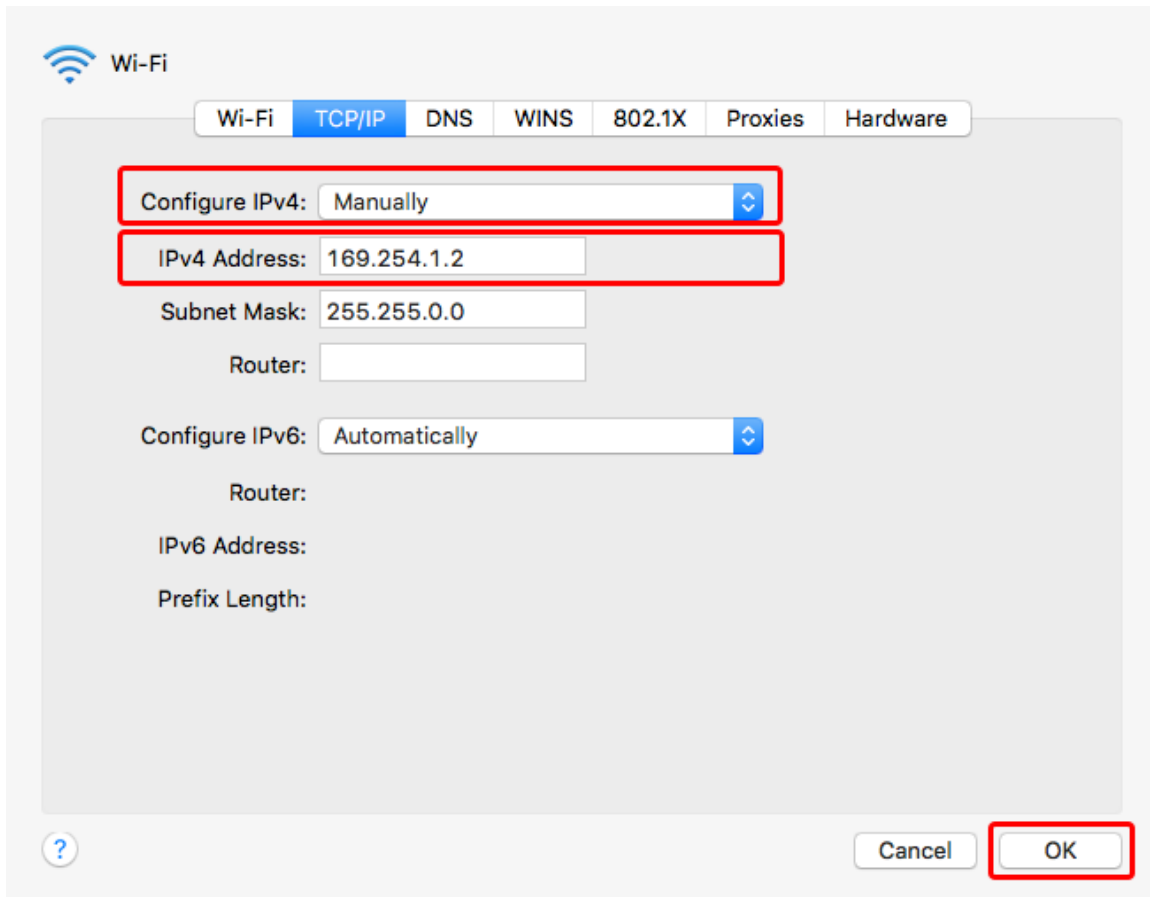 Wi-Fi
Wi-Fi TCP/IP DNS WINS 802.1X Proxies Hardware
Configure IPv4: Manually
IPv4 Address: 169.254.1.2
Subnet Mask: 255.255.0.0
Router:
Configure IPv6: Automatically
Router:
IPv6 Address:
Prefix Length:
? Cancel OK